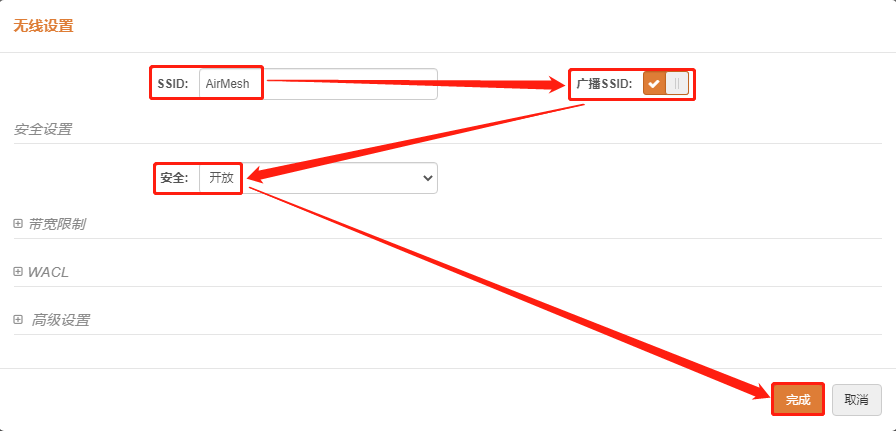 无线设置
SSID: AirMesh 广播SSID:
安全设置
安全: 开放
带宽限制
WACL
高级设置
完成 取消